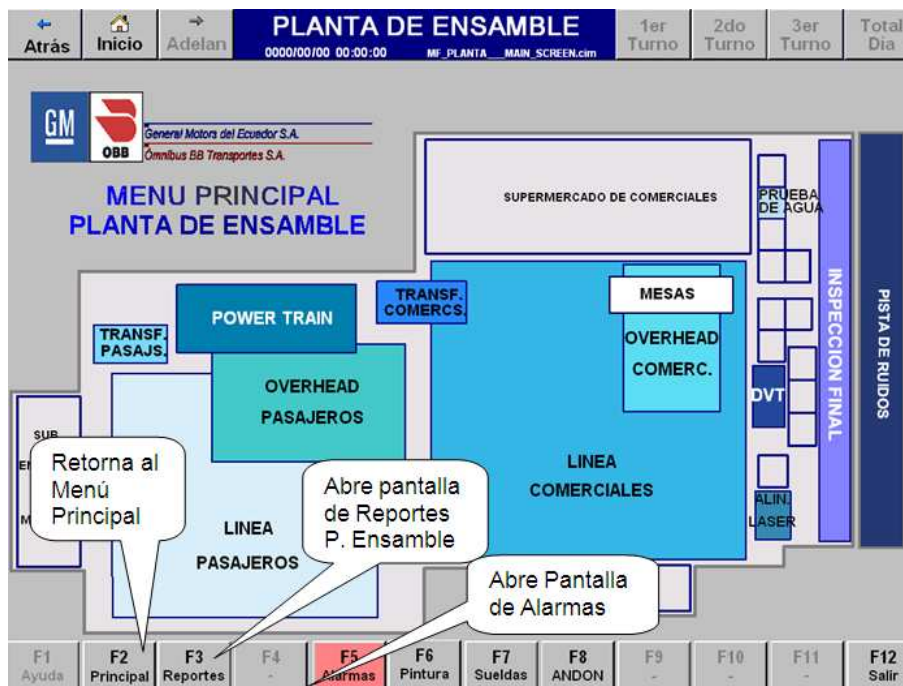 Atrás
Inicio
Adelan
PLANTA DE ENSAMBLE
0000/00/00 00:00:00 MF_PLANTA___MAIN_SCREEN.cim
1er
Turno
2do
Turno
3er
Turno
Total
Dia
GM
OBB
General Motors del Ecuador S.A.
Ómnibus BB Transportes S.A.
MENU PRINCIPAL
PLANTA DE ENSAMBLE
SUPERMERCADO DE COMERCIALES
PRUEBA
DE AGUA
TRANSF.
COMERCS.
MESAS
POWER TRAIN
TRANSF.
PASAJS.
OVERHEAD
COMERC.
OVERHEAD
PASAJEROS
DVT
INSPECCION FINAL
PISTA DE RUIDOS
SUB
LINEA
COMERCIALES
ALIN.
LASER
LINEA
PASAJEROS
Retorna al
Menú
Principal
Abre pantalla
de Reportes
P. Ensamble
Abre Pantalla
de Alarmas
F1
Ayuda
F2
Principal
F3
Reportes
F4
-
F5
Alarmas
F6
Pintura
F7
Sueldas
F8
ANDON
F9
-
F10
-
F11
-
F12
Salir